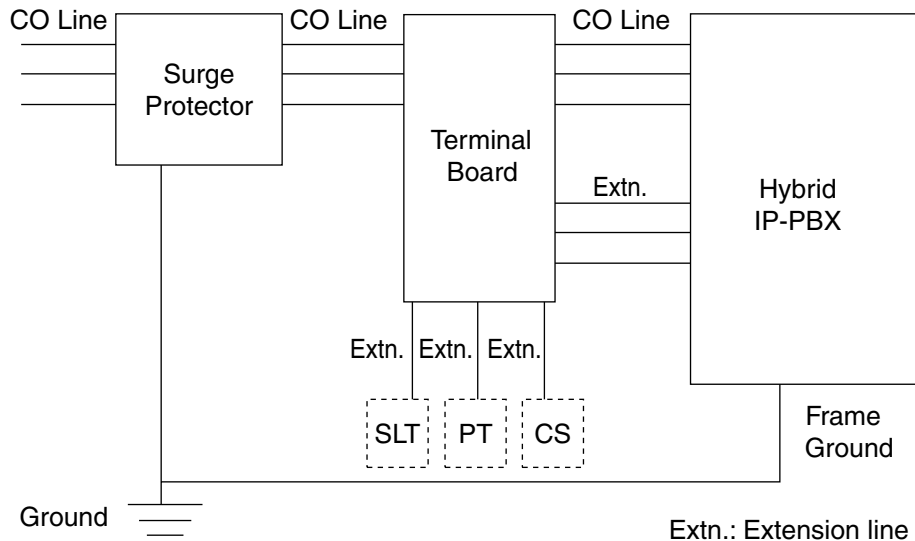 CO Line
CO Line
CO Line
Surge
Protector
Terminal
Board
Extn.
Hybrid
IP-PBX
Extn.
Extn.
Extn.
SLT
PT
CS
Frame
Ground
Ground
Extn.: Extension line